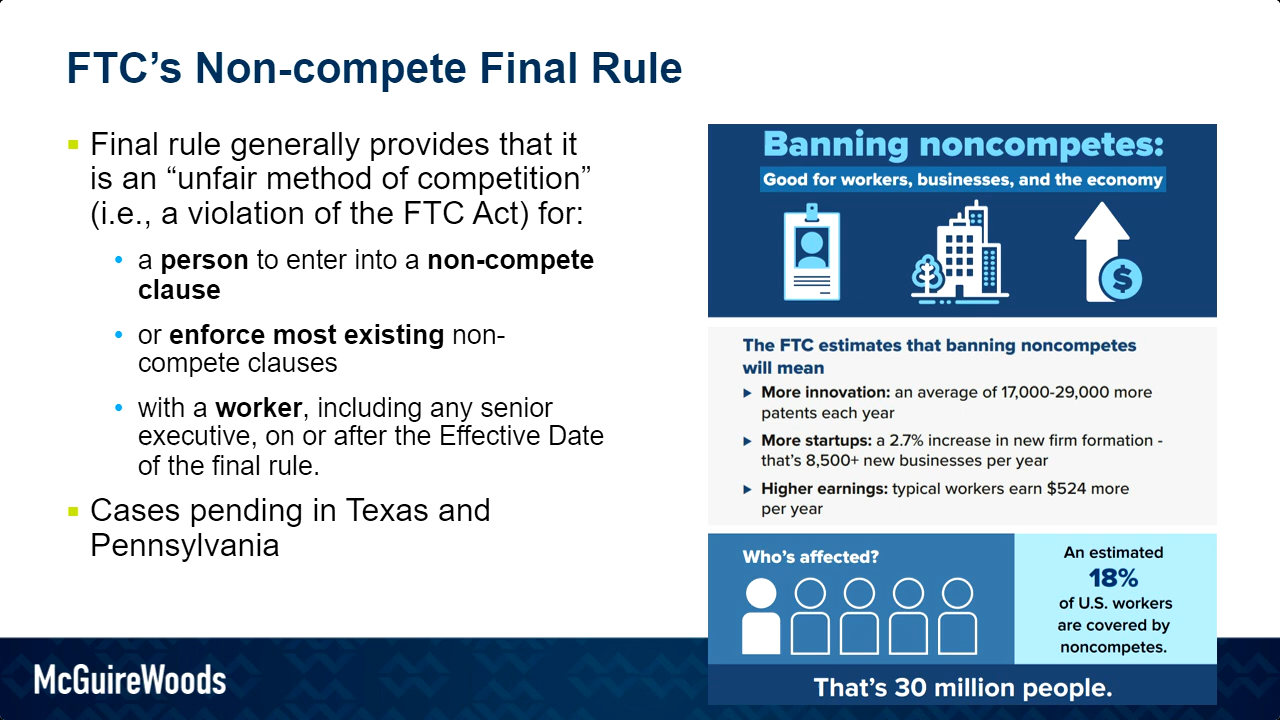 FTC’s Non-compete Final Rule
Final rule generally provides that it
is an “unfair method of competition”
(i.e., a violation of the FTC Act) for:
a person to enter into a non-compete
clause
or enforce most existing non-
compete clauses
with a worker, including any senior
executive, on or after the Effective Date
of the final rule.
Cases pending in Texas and
Pennsylvania
Banning noncompetes:
Good for workers, businesses, and the economy
$
The FTC estimates that banning noncompetes
will mean
More innovation: an average of 17,000-29,000 more
patents each year
More startups: a 2.7% increase in new firm formation -
that’s 8,500+ new businesses per year
Higher earnings: typical workers earn $524 more
per year
Who’s affected?
An estimated
18%
of U.S. workers
are covered by
noncompetes.
That’s 30 million people.
McGuireWoods